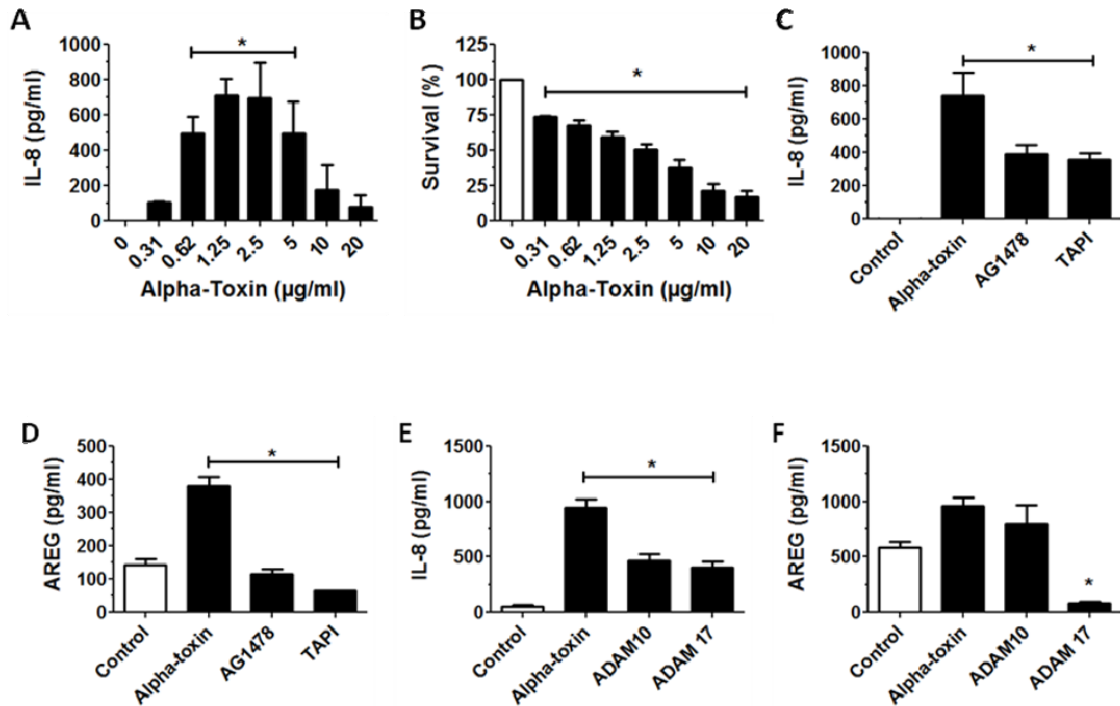 A
IL-8 (pg/ml)
1000
800
600
400
200
0
*
0 0.31 0.62 1.25 2.5 5 10 20
Alpha-Toxin (µg/ml)
B
Survival (%)
125
100
75
50
25
0
*
0 0.31 0.62 1.25 2.5 5 10 20
Alpha-Toxin (µg/ml)
C
IL-8 (pg/ml)
1000
800
600
400
200
0
*
Control Alpha-toxin AG1478 TAPI
D
AREG (pg/ml)
500
400
300
200
100
0
*
Control Alpha-toxin AG1478 TAPI
E
IL-8 (pg/ml)
1500
1000
500
0
*
Control Alpha-toxin ADAM10 ADAM 17
F
AREG (pg/ml)
1500
1000
500
0
*
Control Alpha-toxin ADAM10 ADAM 17